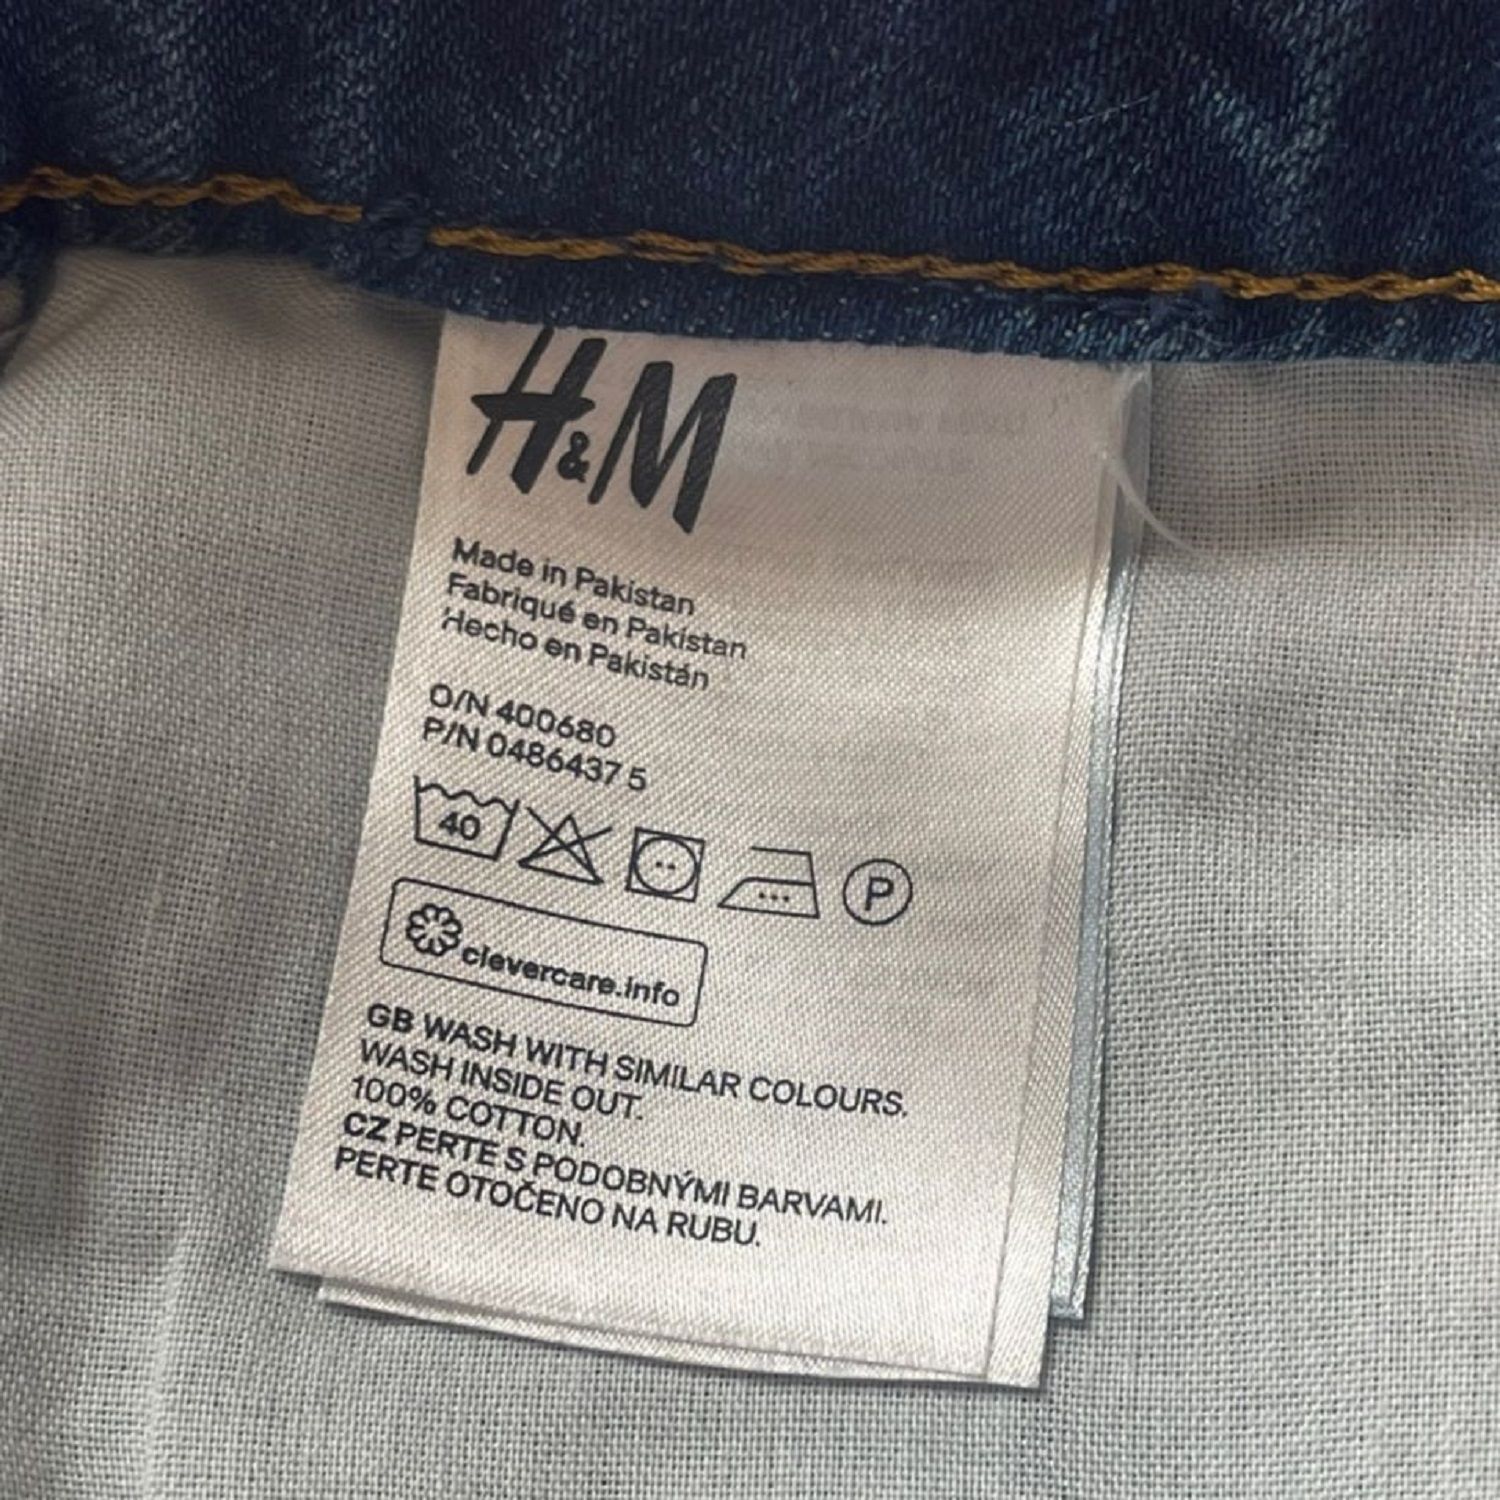 H&M
Made in Pakistan
Fabriqué en Pakistan
Hecho en Pakistán
O/N 400680
P/N 0486437 5
40
P
clevercare.info
GB WASH WITH SIMILAR COLOURS.
WASH INSIDE OUT.
100% COTTON.
CZ PERTE S PODOBNÝMI BARVAMI.
PERTE OTOČENO NA RUBU.